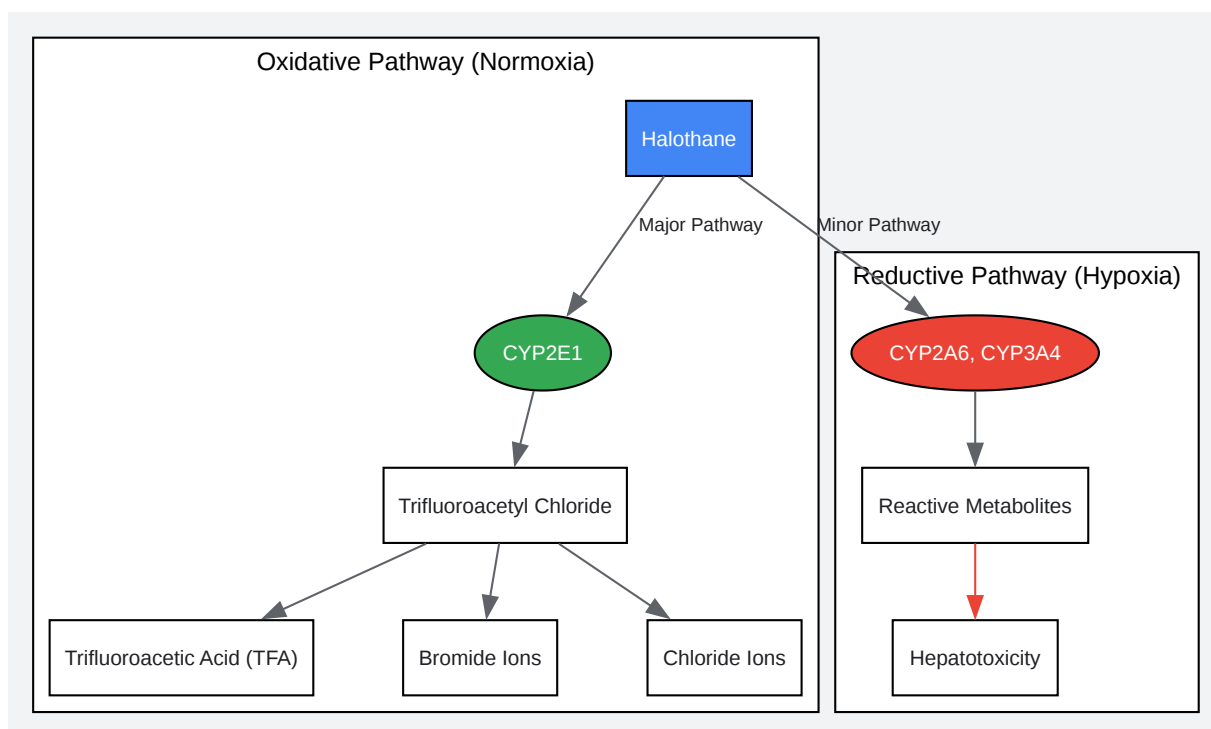 Oxidative Pathway (Normoxia)
Halothane
Major Pathway
Minor Pathway
Reductive Pathway (Hypoxia)
CYP2E1
CYP2A6, CYP3A4
Trifluoroacetyl Chloride
Reactive Metabolites
Trifluoroacetic Acid (TFA)
Bromide Ions
Chloride Ions
Hepatotoxicity